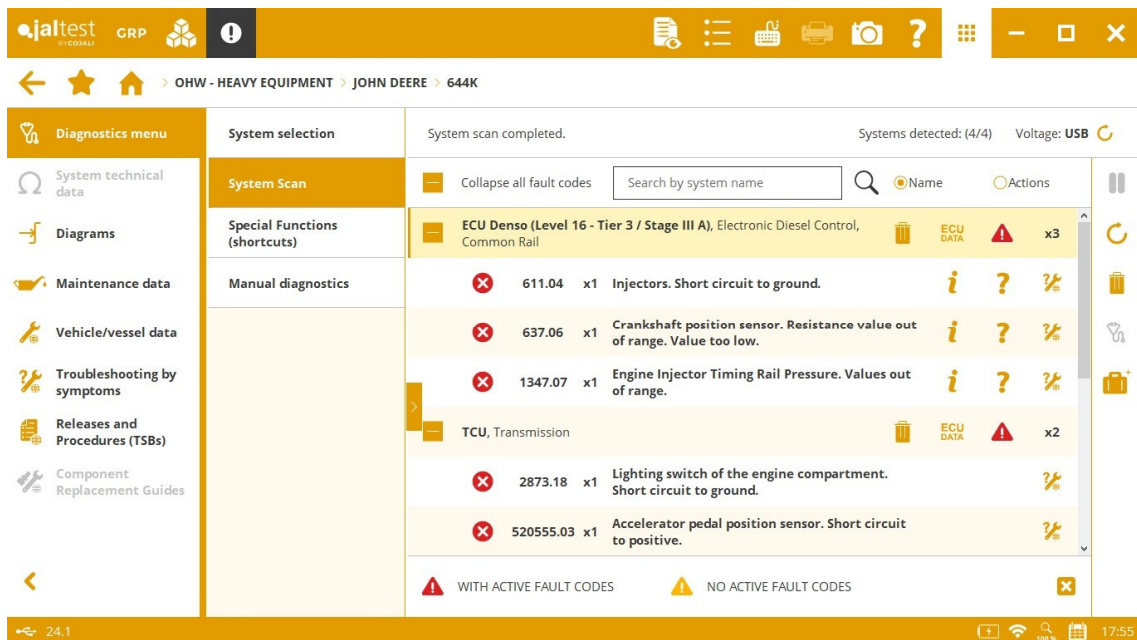 jaltest
BY COJALI
GRP
> OHW - HEAVY EQUIPMENT > JOHN DEERE > 644K
Diagnostics menu
System technical
data
Diagrams
Maintenance data
Vehicle/vessel data
Troubleshooting by
symptoms
Releases and
Procedures (TSBs)
Component
Replacement Guides
System selection
System Scan
Special Functions
(shortcuts)
Manual diagnostics
System scan completed.
Systems detected: (4/4)
Voltage: USB
Collapse all fault codes
Search by system name
Name
Actions
ECU Denso (Level 16 - Tier 3 / Stage III A), Electronic Diesel Control,
Common Rail
ECU
DATA
x3
611.04 x1 Injectors. Short circuit to ground.
637.06 x1 Crankshaft position sensor. Resistance value out
of range. Value too low.
1347.07 x1 Engine Injector Timing Rail Pressure. Values out
of range.
TCU, Transmission
ECU
DATA
x2
2873.18 x1 Lighting switch of the engine compartment.
Short circuit to ground.
520555.03 x1 Accelerator pedal position sensor. Short circuit
to positive.
WITH ACTIVE FAULT CODES
NO ACTIVE FAULT CODES
24.1
100 %
17:55